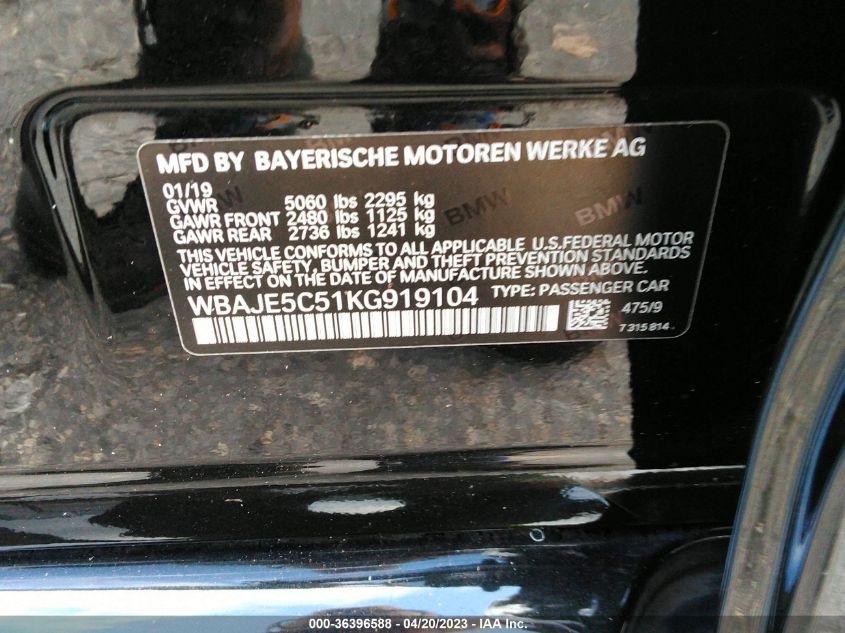 MFD BY BAYERISCHE MOTOREN WERKE AG
01/19
GVWR 5060 lbs 2295 kg
GAWR FRONT 2480 lbs 1125 kg
GAWR REAR 2736 lbs 1241 kg
THIS VEHICLE CONFORMS TO ALL APPLICABLE U.S.FEDERAL MOTOR
VEHICLE SAFETY, BUMPER AND THEFT PREVENTION STANDARDS
IN EFFECT ON THE DATE OF MANUFACTURE SHOWN ABOVE.
WBAJE5C51KG919104 TYPE: PASSENGER CAR
475/9
7 315 814
BMW
BMW
000-36396588 - 04/20/2023 - IAA Inc.